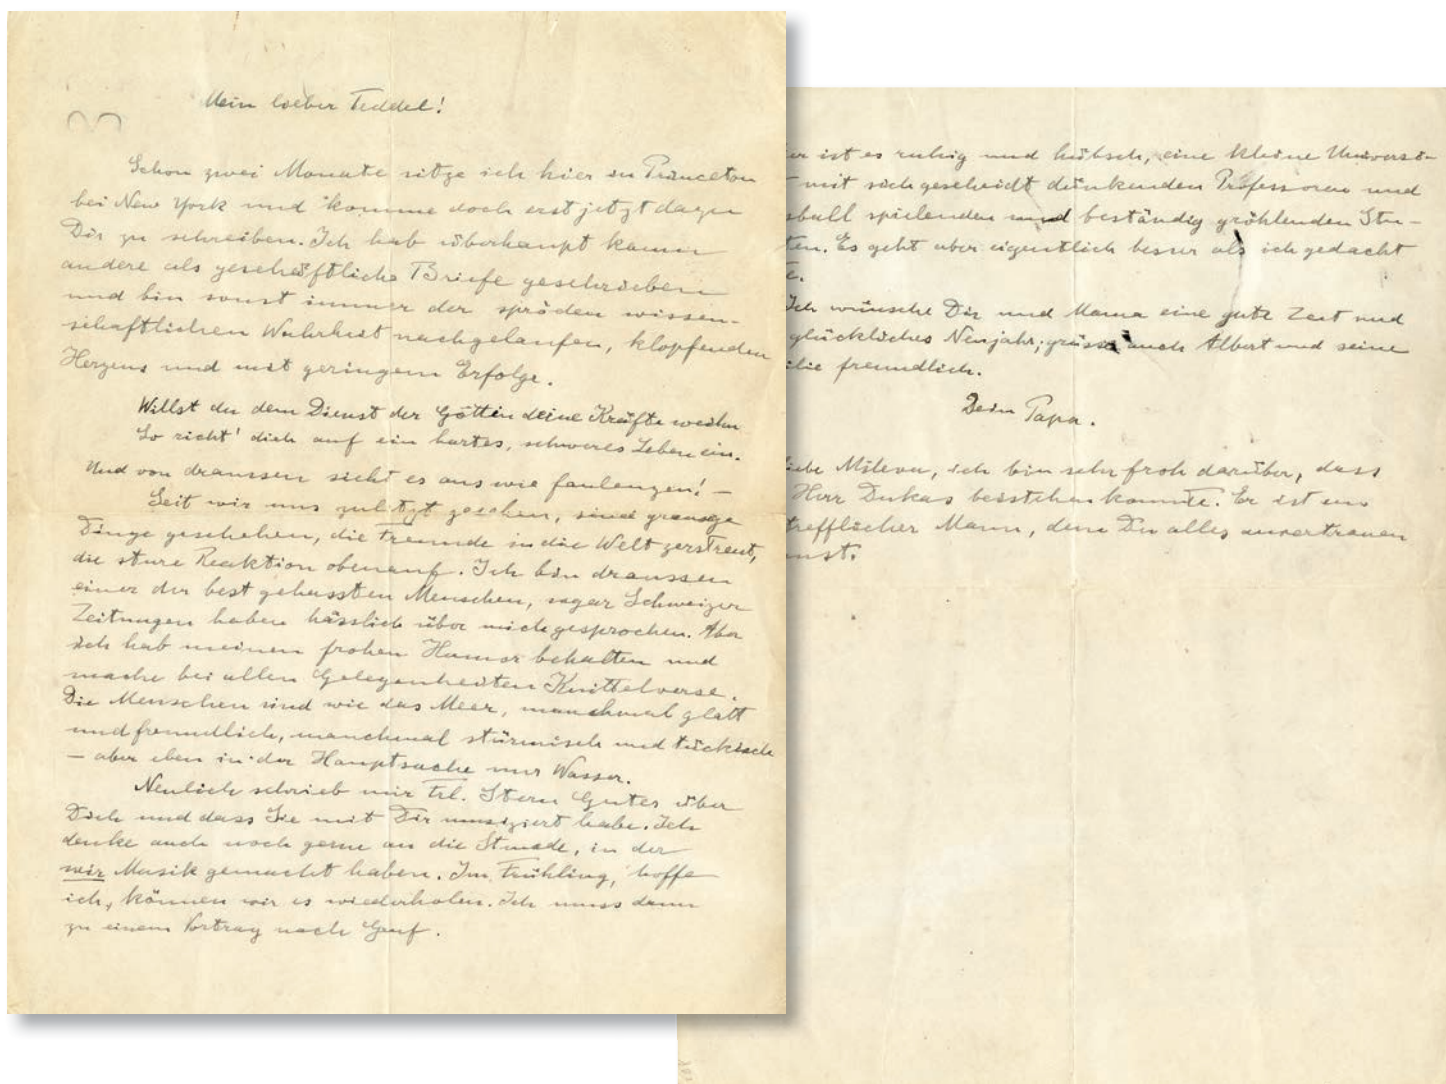 Mein lieber Teddel!
Schon zwei Monate sitze ich hier in Princeton
bei New York und komme doch erst jetzt dazu
Dir zu schreiben. Ich hab überhaupt kaum
andere als geschäftliche Briefe geschrieben
und bin sonst immer der spröden wissen-
schaftlichen Wahrheit nachgelaufen, klopfenden
Herzens und mit geringem Erfolge.
Willst du dem Dienst der Göttin deine Kräfte weihn
So richt' dich auf ein hartes, schweres Leben ein.
Und von draussen sieht es aus wie faulenzen! —
Seit wir uns zuletzt gesehen, sind grausige
Dinge geschehen, die Freunde in die Welt zerstreut,
die sture Reaktion obenauf. Ich bin draussen
einer der best gehassten Menschen, sogar Schweizer
Zeitungen haben hässlich über mich gesprochen. Aber
ich hab meinen frohen Humor behalten und
mache bei allen Gelegenheiten Knittelverse.
Die Menschen sind wie das Meer, manchmal glatt
und freundlich, manchmal stürmisch und tückisch
— aber eben in der Hauptsache nur Wasser.
Neulich schrieb mir Frl. Stern Gutes über
Dich und dass Sie mit Dir musiziert habe. Ich
denke auch noch gerne an die Stunde, in der
wir Musik gemacht haben. Im Frühling, hoffe
ich, können wir es wiederholen. Ich muss dann
zu einem Vortrag nach Genf.
er ist es ruhig und hübsch, eine kleine Universi-
mit sich gescheidt dünkenden Professoren und
sball spielenden und beständig gröhlenden Stu-
ten. Es geht aber eigentlich besser als ich gedacht
e.
Ich wünsche Dir und Mama eine gute Zeit und
glückliches Neujahr; grüsse auch Albert und seine
ilie freundlich.
Dein Papa.
iebe Mileva, ich bin sehr froh darüber, dass
Herr Dukas beistehen konnte. Er ist ein
trefflicher Mann, dem Du alles anvertrauen
nnst.